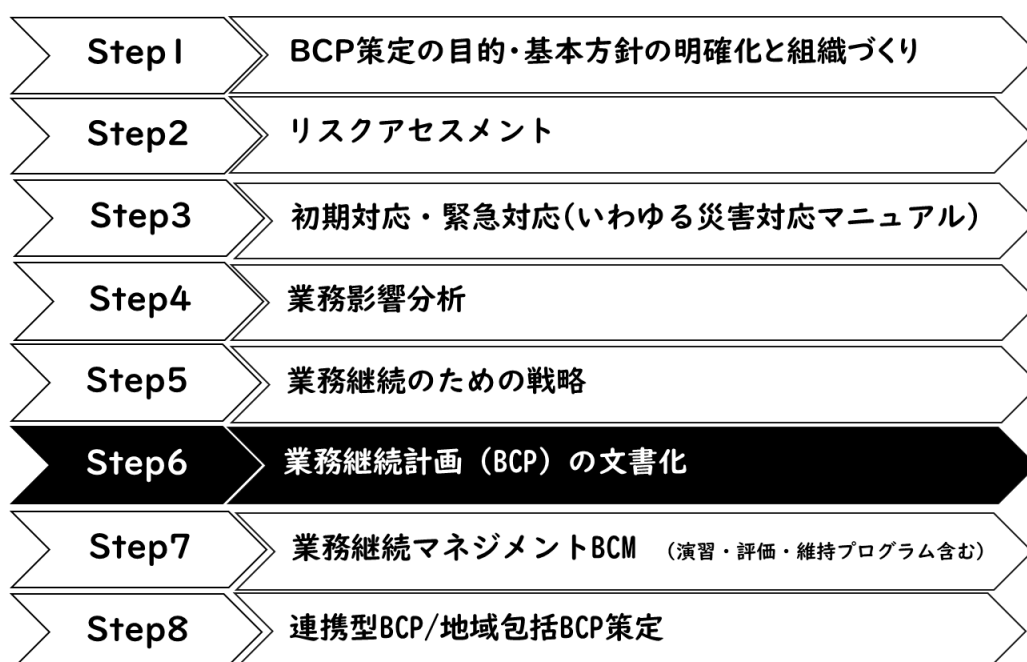 Step1 BCP策定の目的・基本方針の明確化と組織づくり
Step2 リスクアセスメント
Step3 初期対応・緊急対応(いわゆる災害対応マニュアル)
Step4 業務影響分析
Step5 業務継続のための戦略
Step6 業務継続計画（BCP）の文書化
Step7 業務継続マネジメントBCM （演習・評価・維持プログラム含む）
Step8 連携型BCP/地域包括BCP策定